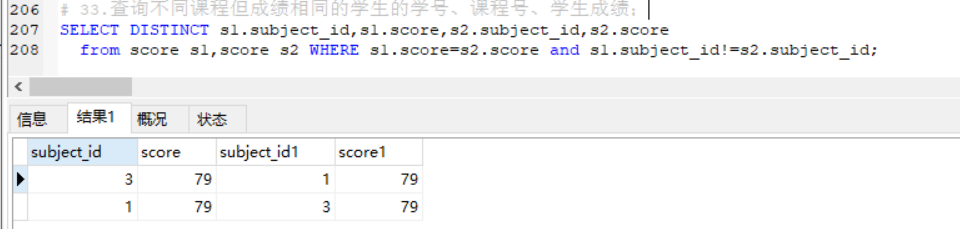 206 # 33.查询不同课程但成绩相同的学生的学号、课程号、学生成绩;
207 SELECT DISTINCT s1.subject_id,s1.score,s2.subject_id,s2.score
208 from score s1,score s2 WHERE s1.score=s2.score and s1.subject_id!=s2.subject_id;
信息 结果1 概况 状态
subject_id score subject_id1 score1
3 79 1 79
1 79 3 79